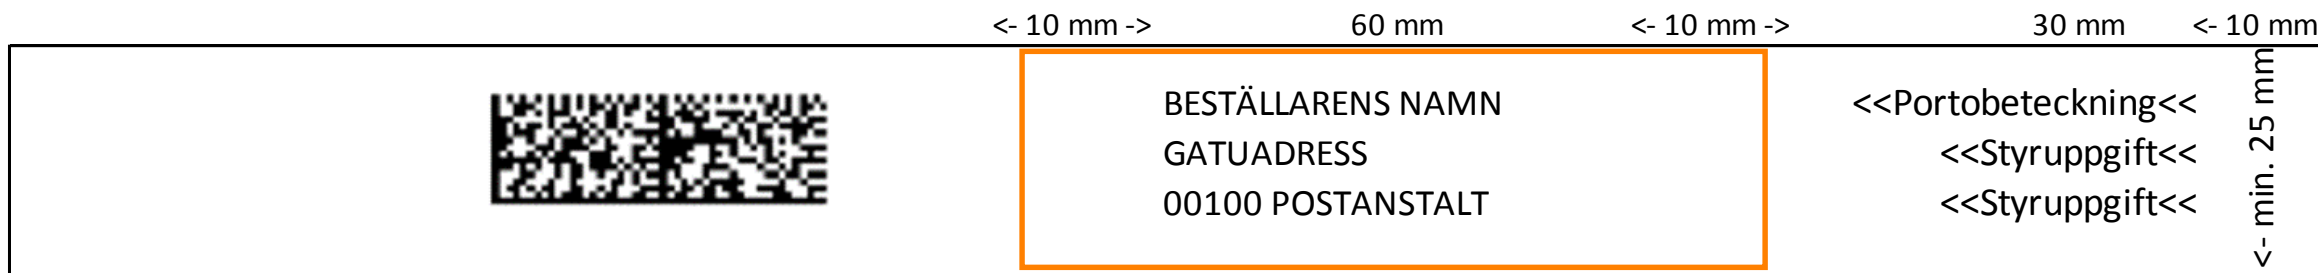 <- 10 mm -> 60 mm <- 10 mm -> 30 mm <- 10 mm
BESTÄLLARENS NAMN <<Portobeteckning<<
GATUADRESS <<Styruppgift<<
00100 POSTANSTALT <<Styruppgift<<
<- min. 25 mm